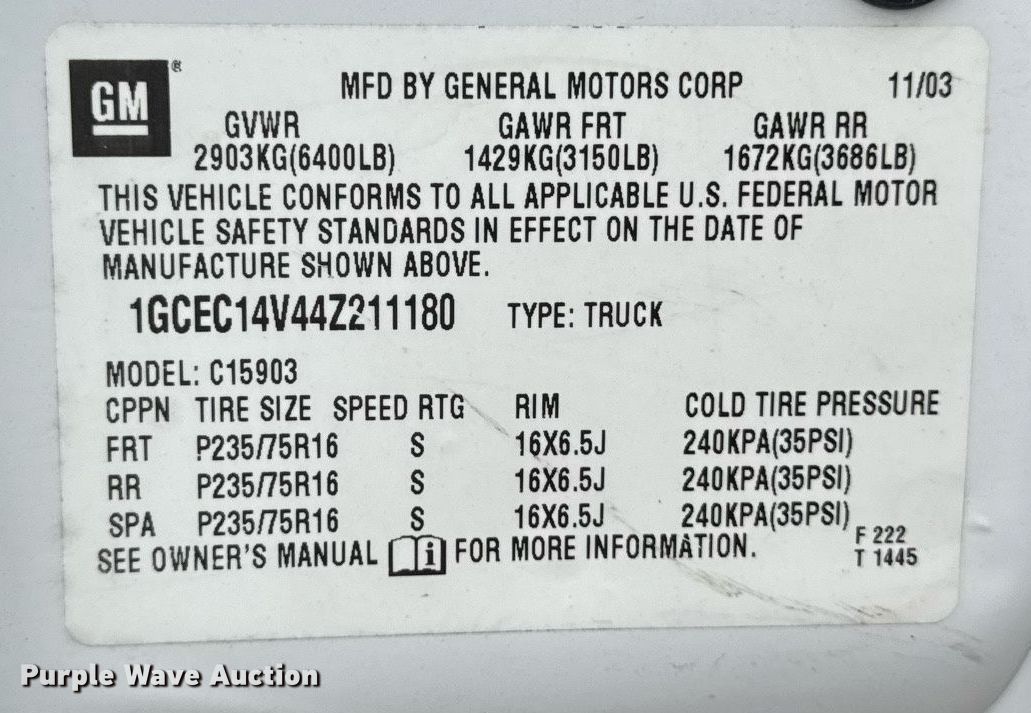 GM®
MFD BY GENERAL MOTORS CORP 11/03
GVWR GAWR FRT GAWR RR
2903KG(6400LB) 1429KG(3150LB) 1672KG(3686LB)
THIS VEHICLE CONFORMS TO ALL APPLICABLE U.S. FEDERAL MOTOR
VEHICLE SAFETY STANDARDS IN EFFECT ON THE DATE OF
MANUFACTURE SHOWN ABOVE.
1GCEC14V44Z211180 TYPE: TRUCK
MODEL: C15903
CPPN TIRE SIZE SPEED RTG RIM COLD TIRE PRESSURE
FRT P235/75R16 S 16X6.5J 240KPA(35PSI)
RR P235/75R16 S 16X6.5J 240KPA(35PSI)
SPA P235/75R16 S 16X6.5J 240KPA(35PSI)
SEE OWNER'S MANUAL i FOR MORE INFORMATION.
F 222
T 1445
Purple Wave Auction